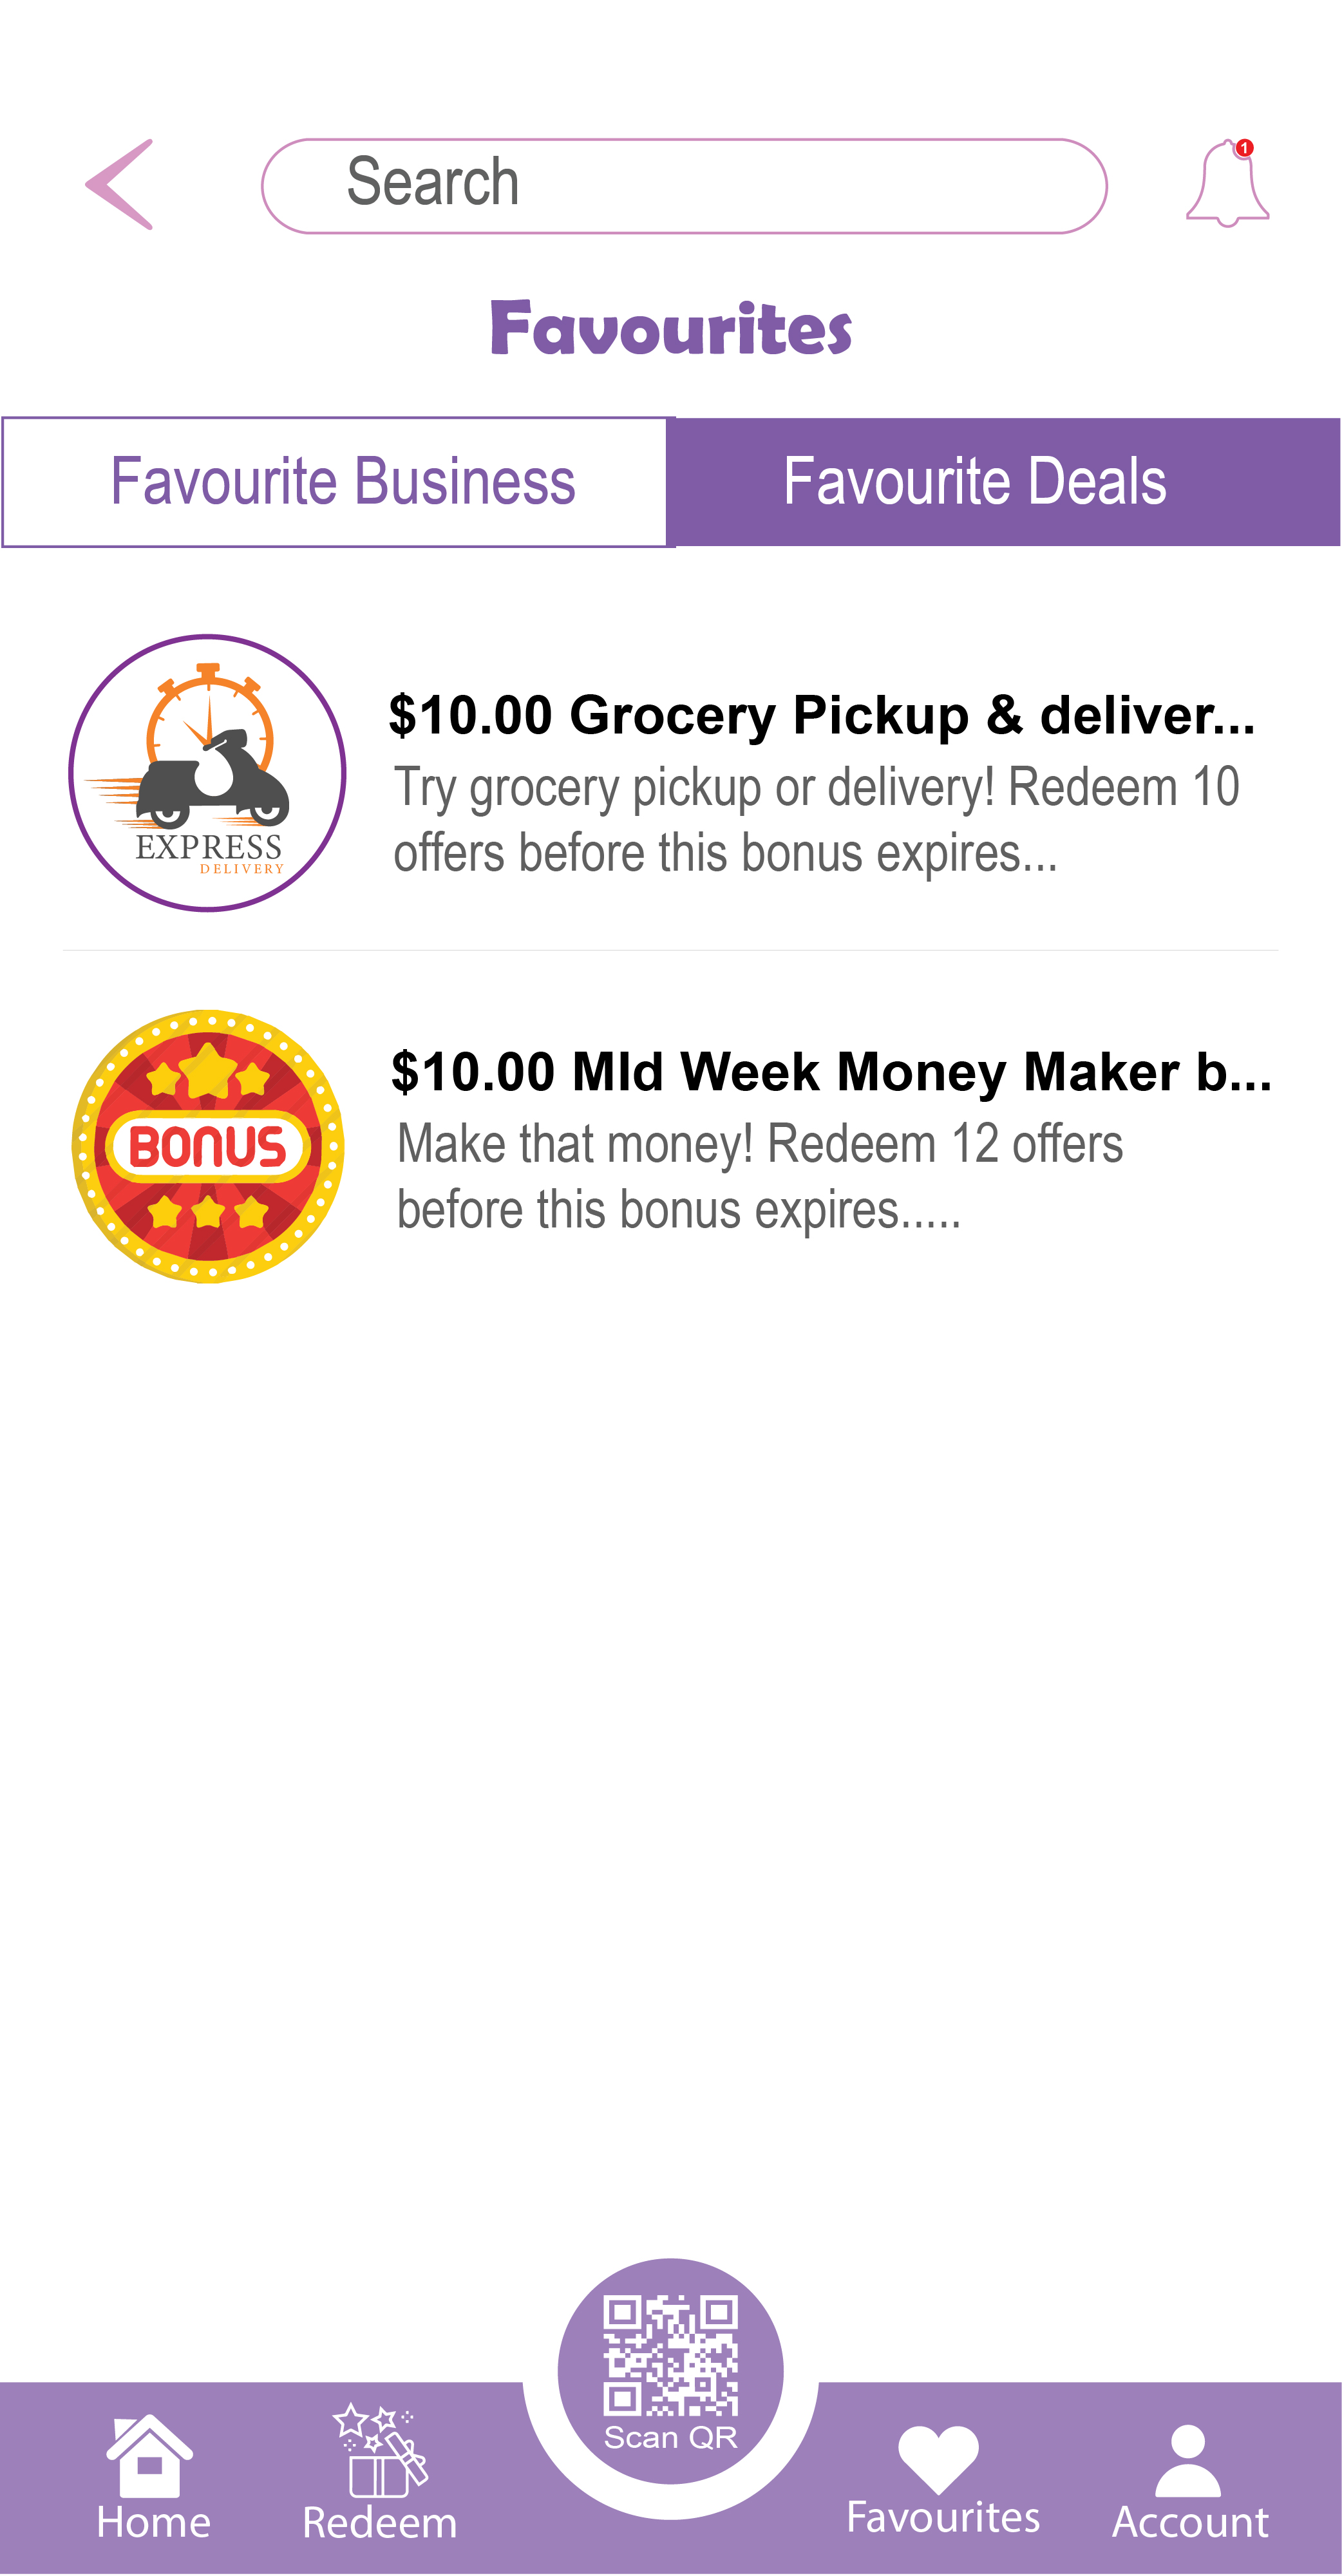 Search
1
Favourites
Favourite Business
Favourite Deals
$10.00 Grocery Pickup & deliver...
Try grocery pickup or delivery! Redeem 10
offers before this bonus expires...
EXPRESS
DELIVERY
$10.00 MId Week Money Maker b...
Make that money! Redeem 12 offers
before this bonus expires.....
BONUS
Scan QR
Home
Redeem
Favourites
Account